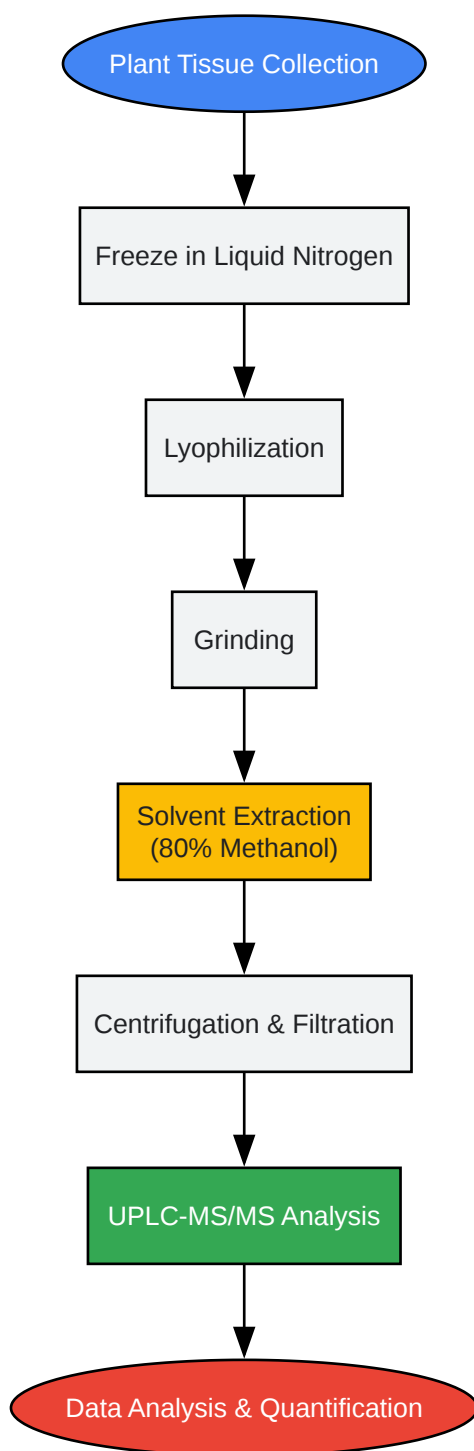 Plant Tissue Collection
Freeze in Liquid Nitrogen
Lyophilization
Grinding
Solvent Extraction
(80% Methanol)
Centrifugation & Filtration
UPLC-MS/MS Analysis
Data Analysis & Quantification